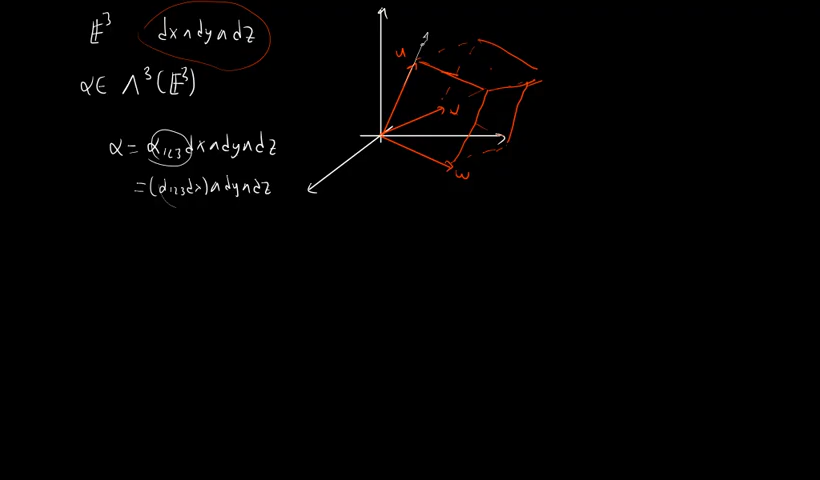 𝔼³ dx∧dy∧dz
α∈ Λ³(𝔼³)
α = α₁₂₃dx∧dy∧dz
= (α₁₂₃dx)∧dy∧dz
u
v
w